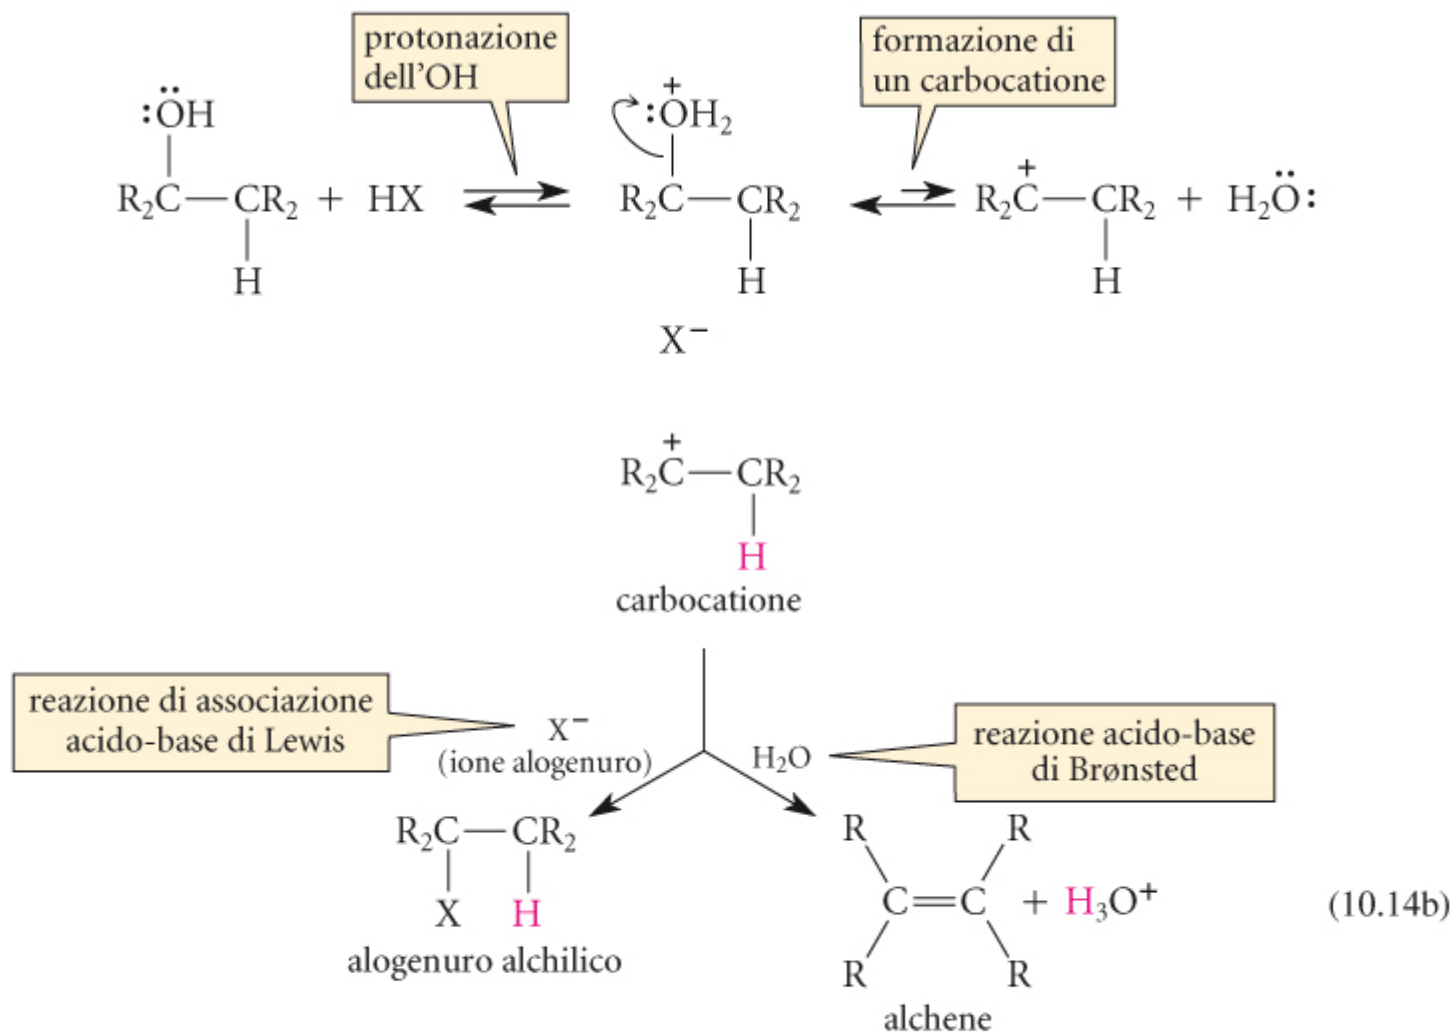 protonazione
dell'OH
formazione di
un carbocatione
:ÖH
R₂C—CR₂ + HX
H
+
:OH₂
R₂C—CR₂
H
X⁻
+
R₂C—CR₂ + H₂Ö:
H
+
R₂C—CR₂
H
carbocatione
reazione di associazione
acido-base di Lewis
X⁻
(ione alogenuro)
H₂O
reazione acido-base
di Brønsted
R₂C—CR₂
X H
alogenuro alchilico
R R
C=C + H₃O⁺
R R
alchene
(10.14b)